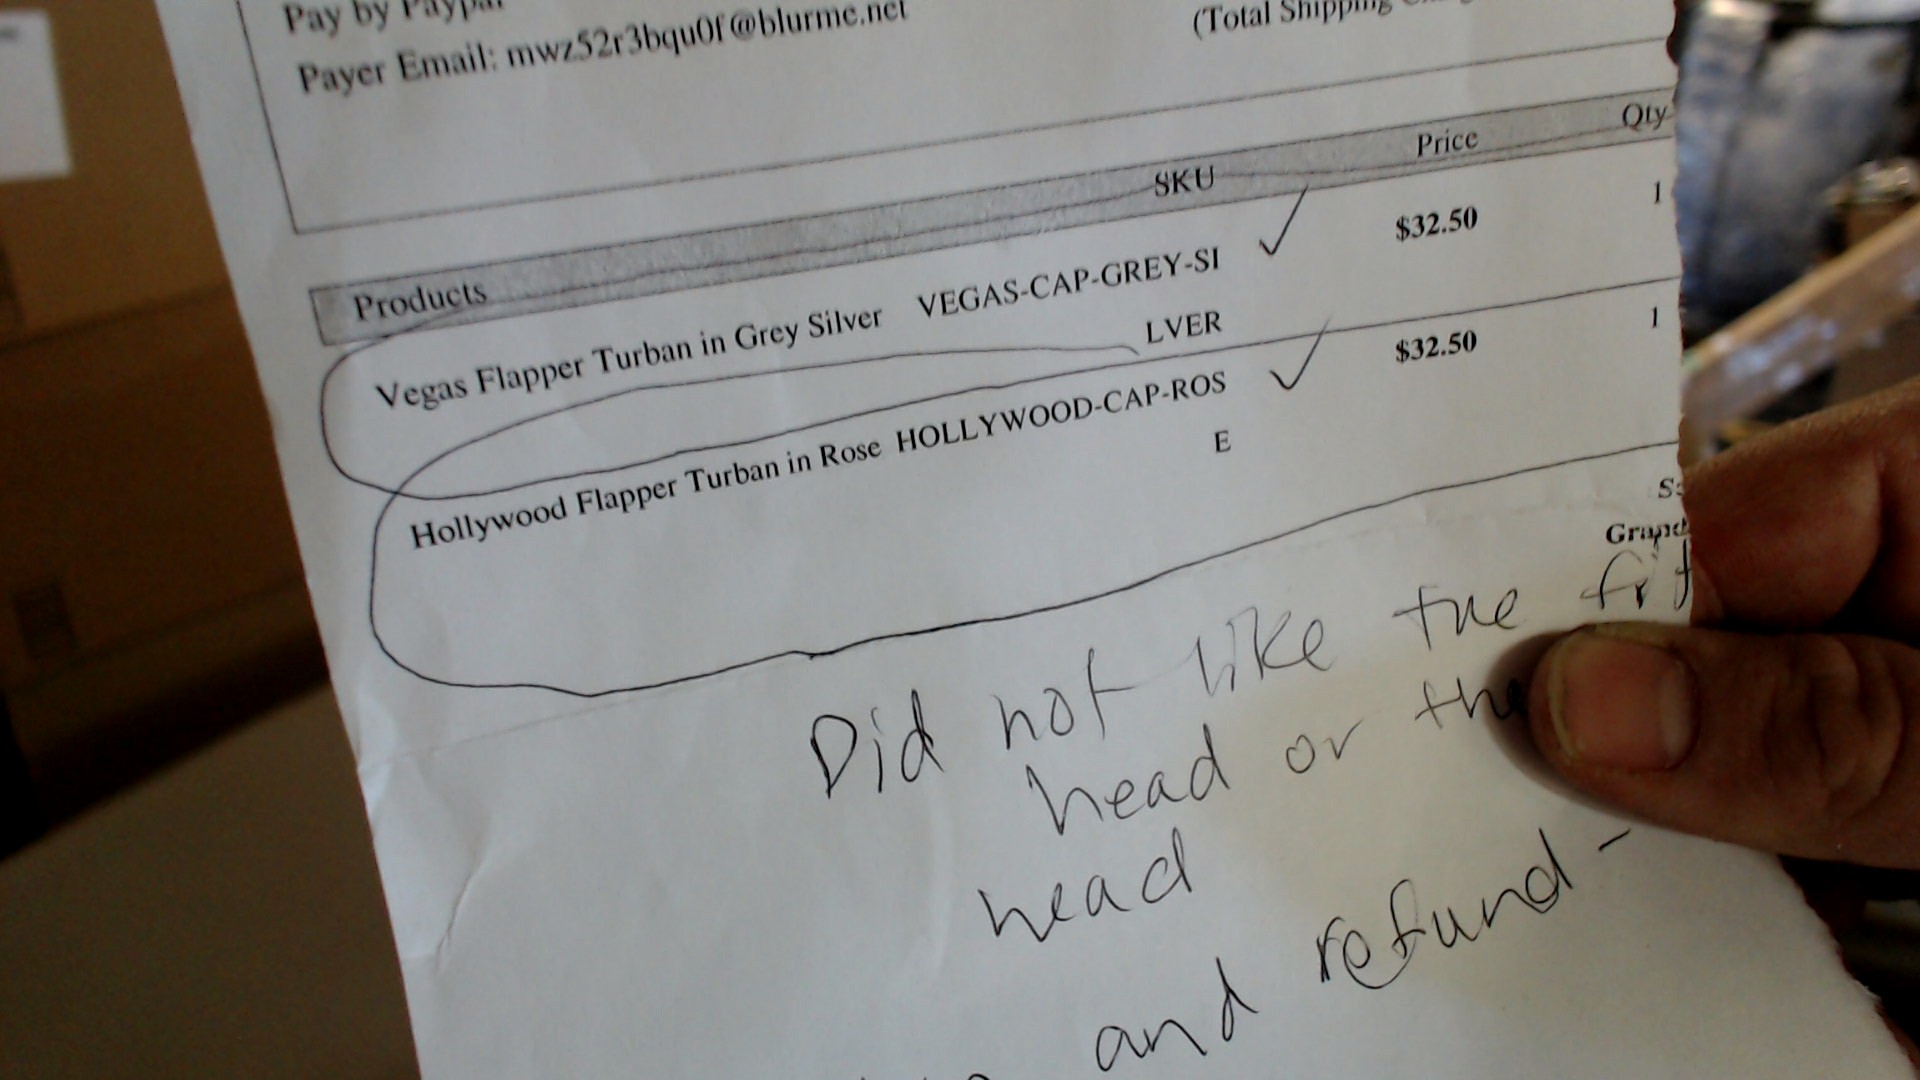 Pay by Paypal
Payer Email: mwz52r3bqu0f@blurme.net
(Total Shipping
Products SKU Price Qty
Vegas Flapper Turban in Grey Silver VEGAS-CAP-GREY-SI $32.50 1
LVER
Hollywood Flapper Turban in Rose HOLLYWOOD-CAP-ROS $32.50 1
E
Grand
Did not like the fit
head or the
head
and refund -